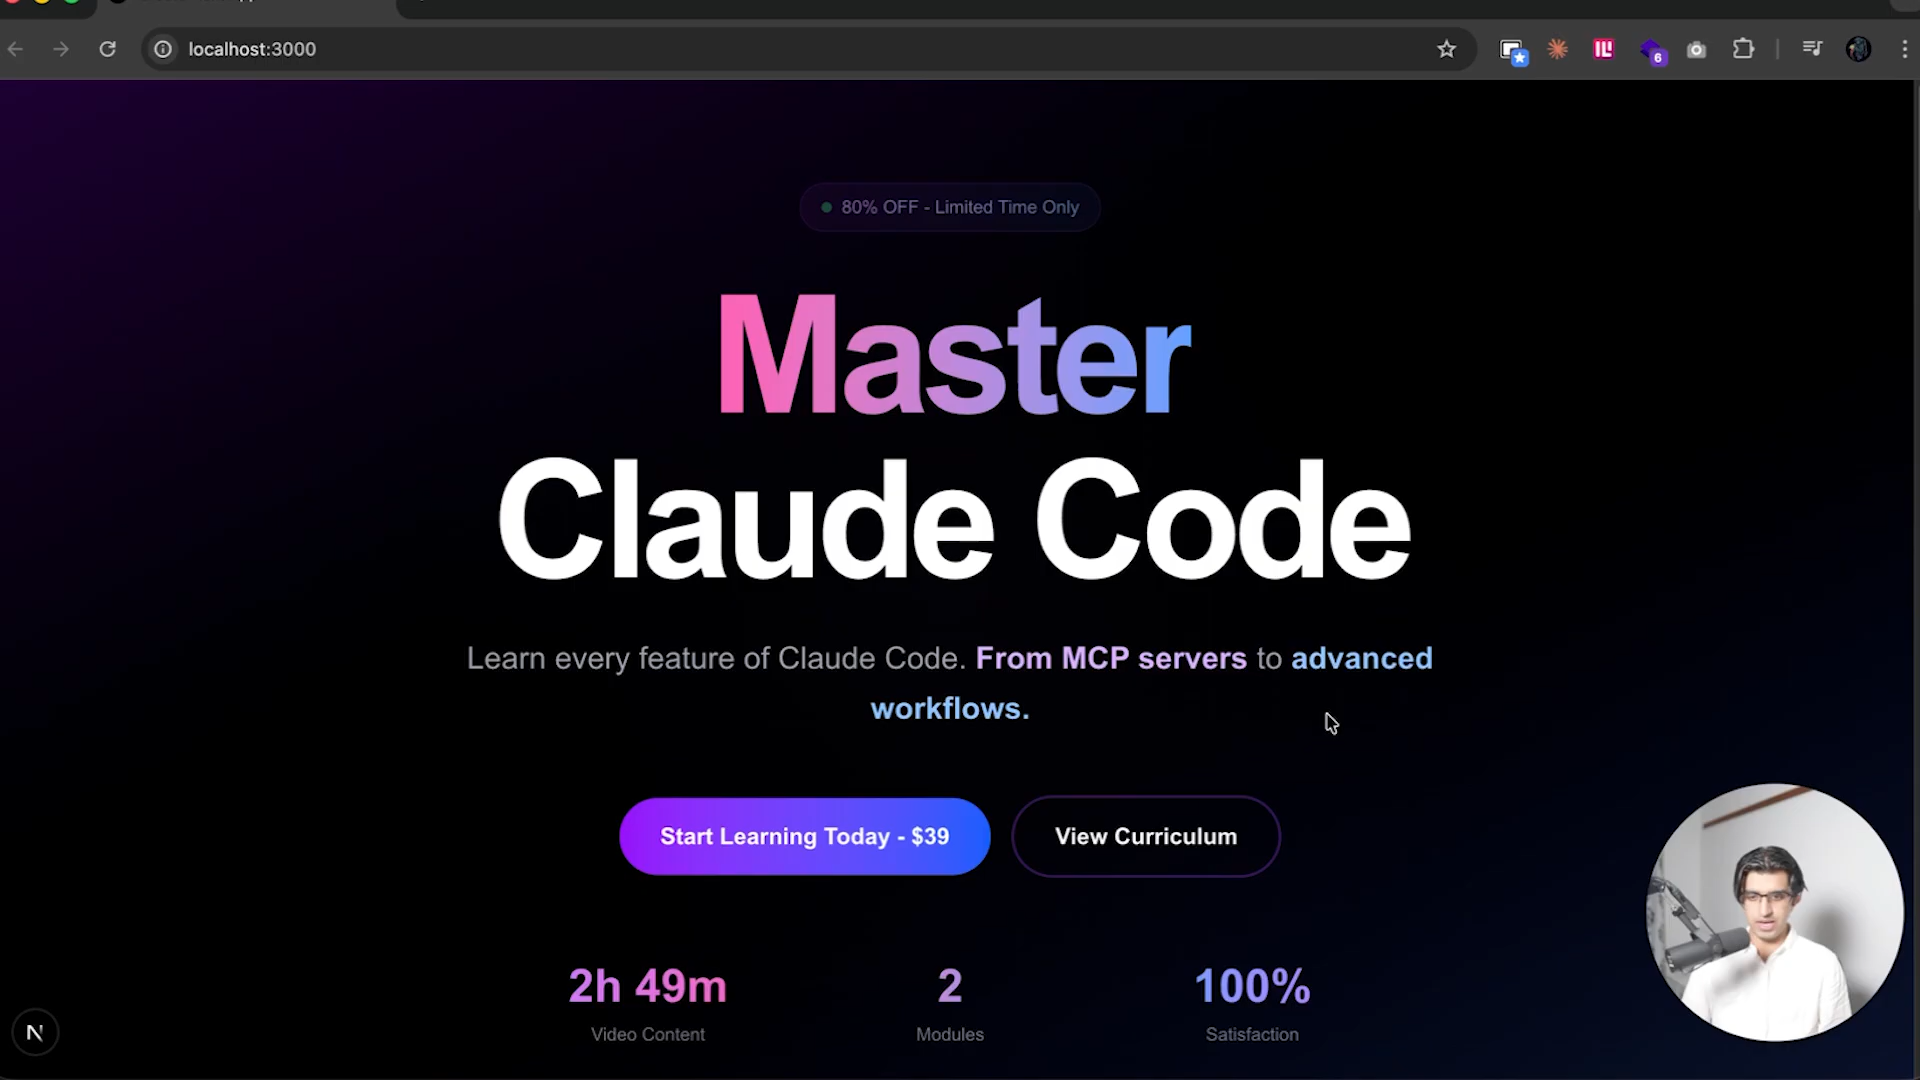 localhost:3000
6
80% OFF - Limited Time Only
Master
Claude Code
Learn every feature of Claude Code. From MCP servers to advanced
workflows.
Start Learning Today - $39
View Curriculum
2h 49m
2
100%
Video Content
Modules
Satisfaction
N